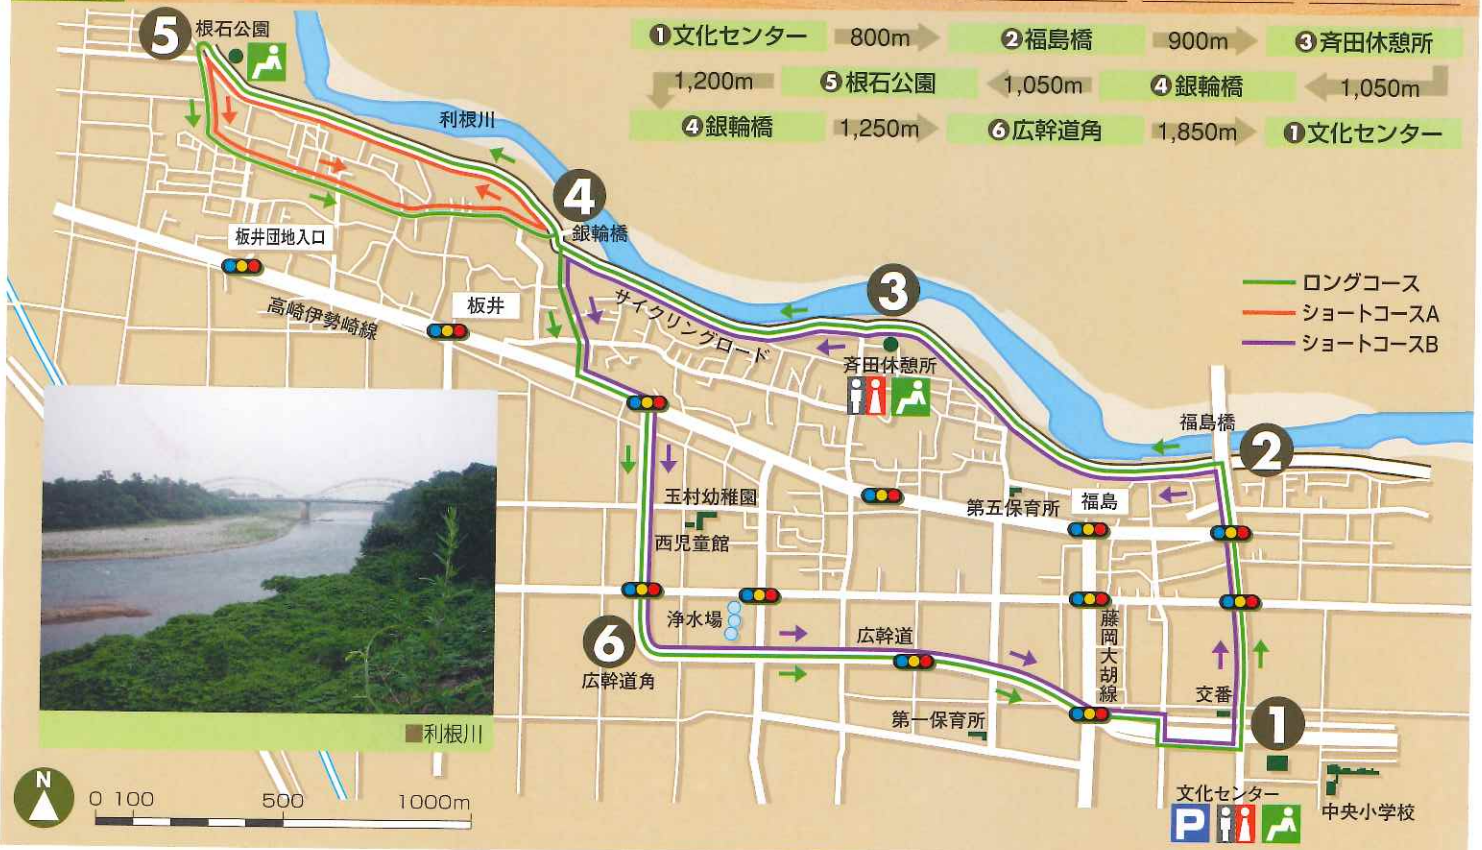 ❶文化センター 800m ❷福島橋 900m ❸斉田休憩所
1,200m ❺根石公園 1,050m ❹銀輪橋 1,050m
❹銀輪橋 1,250m ❻広幹道角 1,850m ❶文化センター
5
根石公園
利根川
4
銀輪橋
板井団地入口
高崎伊勢崎線
板井
サイクリングロード
3
斉田休憩所
ロングコース
ショートコースA
ショートコースB
福島橋
2
玉村幼稚園
西児童館
第五保育所
福島
浄水場
6
広幹道角
広幹道
藤岡大胡線
第一保育所
交番
1
文化センター
P
中央小学校
■利根川
N
0 100 500 1000m